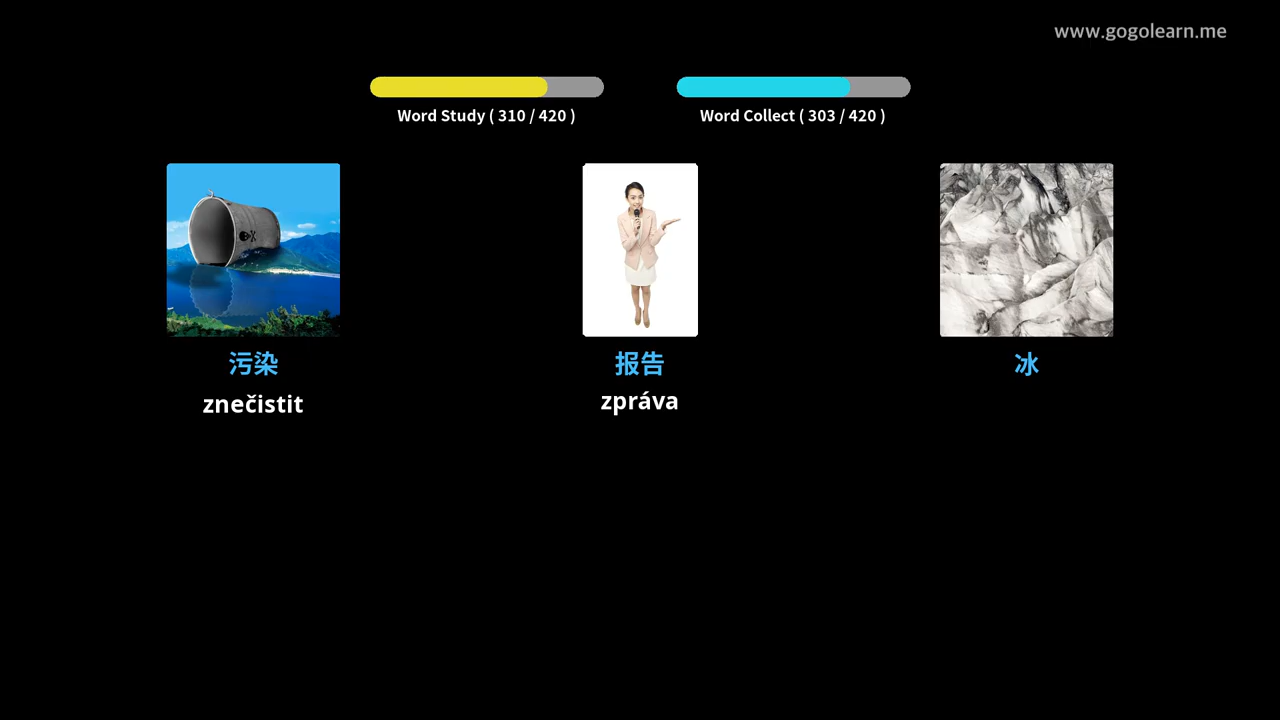 www.gogolearn.me
Word Study ( 310 / 420 )
Word Collect ( 303 / 420 )
污染
报告
冰
znečistit
zpráva